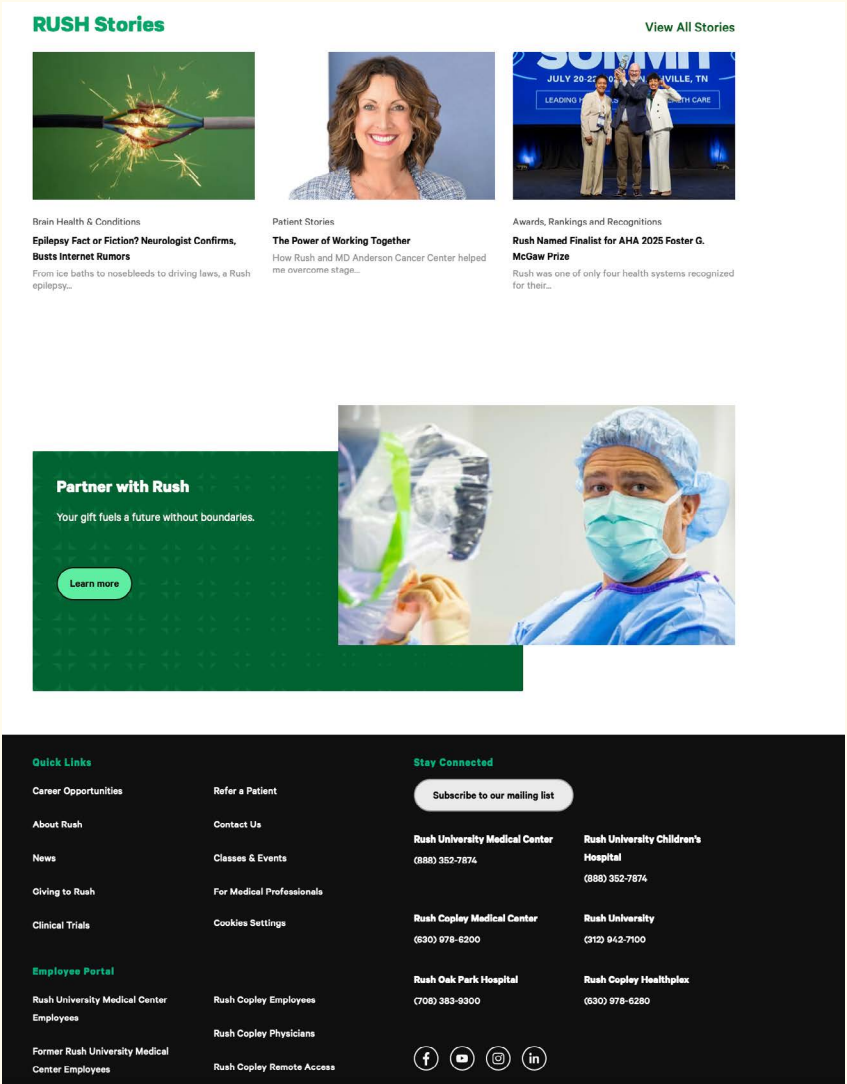 RUSH Stories
View All Stories
SUMMIT
JULY 20-22
VILLE, TN
LEADING
TH CARE
Brain Health & Conditions
Epilepsy Fact or Fiction? Neurologist Confirms,
Busts Internet Rumors
From ice baths to nosebleeds to driving laws, a Rush
epilepsy...
Patient Stories
The Power of Working Together
How Rush and MD Anderson Cancer Center helped
me overcome stage...
Awards, Rankings and Recognitions
Rush Named Finalist for AHA 2025 Foster G.
McGaw Prize
Rush was one of only four health systems recognized
for their...
Partner with Rush
Your gift fuels a future without boundaries.
Learn more
Quick Links
Career Opportunities
Refer a Patient
About Rush
Contact Us
News
Classes & Events
Giving to Rush
For Medical Professionals
Clinical Trials
Cookies Settings
Employee Portal
Rush University Medical Center
Employees
Rush Copley Employees
Rush Copley Physicians
Former Rush University Medical
Center Employees
Rush Copley Remote Access
Stay Connected
Subscribe to our mailing list
Rush University Medical Center
(888) 352-7874
Rush University Children's
Hospital
(888) 352-7874
Rush Copley Medical Center
(630) 978-6200
Rush University
(312) 942-7100
Rush Oak Park Hospital
(708) 383-9300
Rush Copley Healthplex
(630) 978-6280